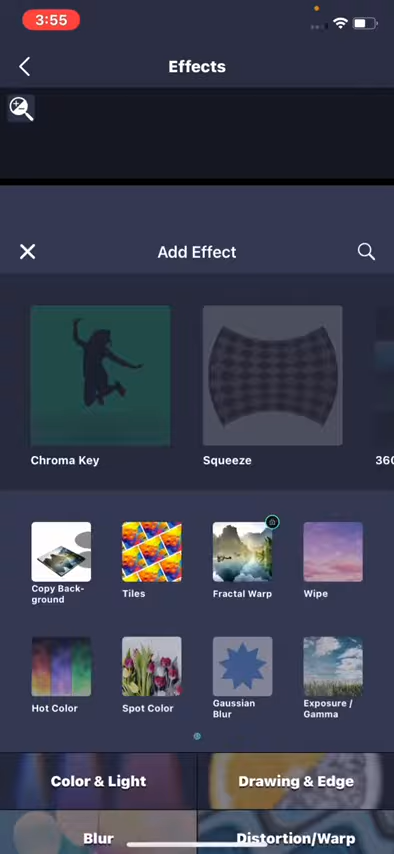 3:55
Effects
Add Effect
Chroma Key
Squeeze
360
Copy Back-
ground
Tiles
Fractal Warp
Wipe
Hot Color
Spot Color
Gaussian
Blur
Exposure /
Gamma
Color & Light
Drawing & Edge
Blur
Distortion/Warp